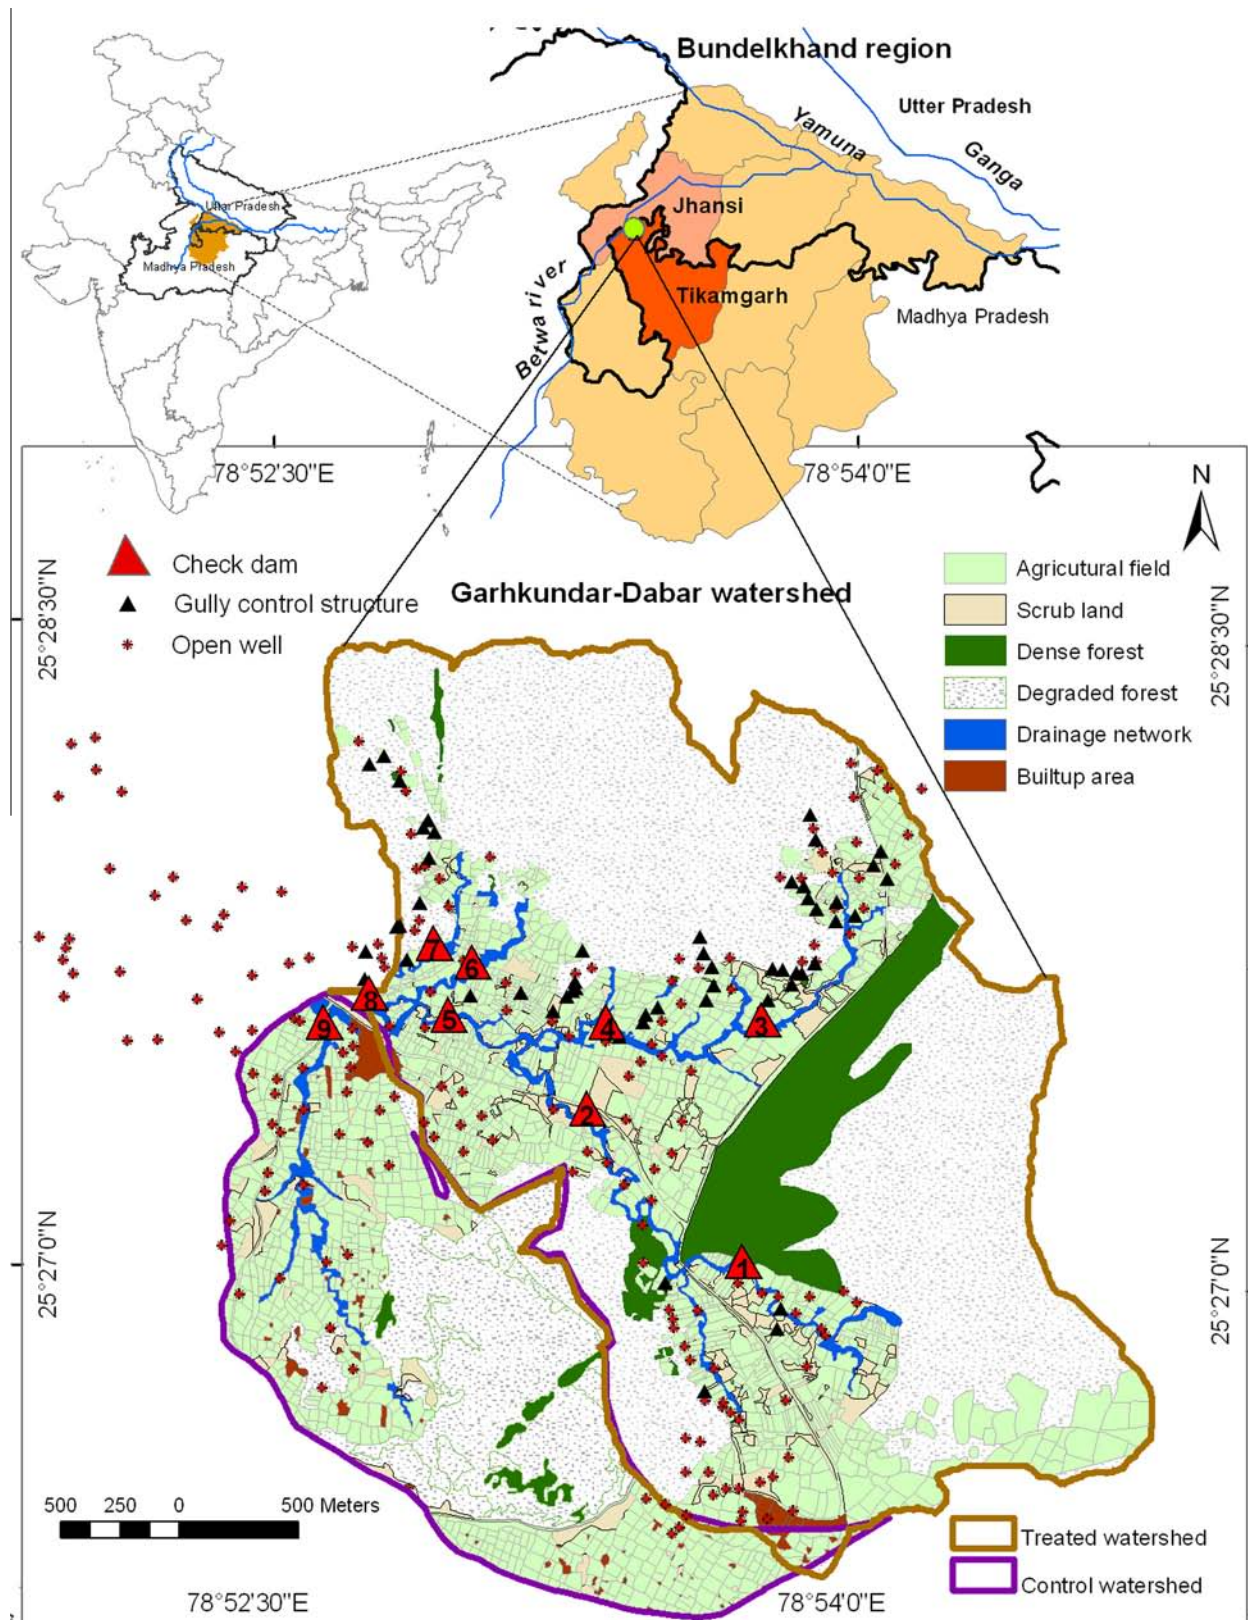 Bundelkhand region
Utter Pradesh
Yamuna
Ganga
Uttar Pradesh
Madhya Pradesh
Jhansi
Tikamgarh
Betwa river
Madhya Pradesh
78°52'30"E
78°54'0"E
N
Check dam
Gully control structure
Open well
Garhkundar-Dabar watershed
Agricutural field
Scrub land
Dense forest
Degraded forest
Drainage network
Builtup area
25°28'30"N
25°28'30"N
7
6
8
9
5
4
3
2
1
25°27'0"N
25°27'0"N
500 250 0 500 Meters
Treated watershed
Control watershed
78°52'30"E
78°54'0"E